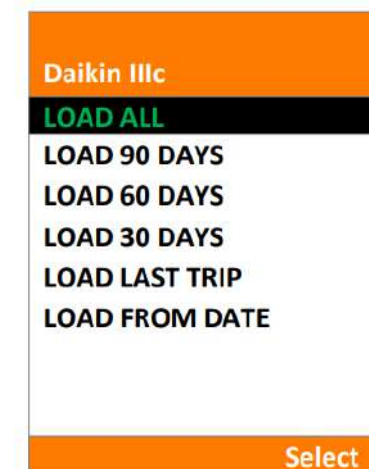 Daikin IIIc
LOAD ALL
LOAD 90 DAYS
LOAD 60 DAYS
LOAD 30 DAYS
LOAD LAST TRIP
LOAD FROM DATE
Select